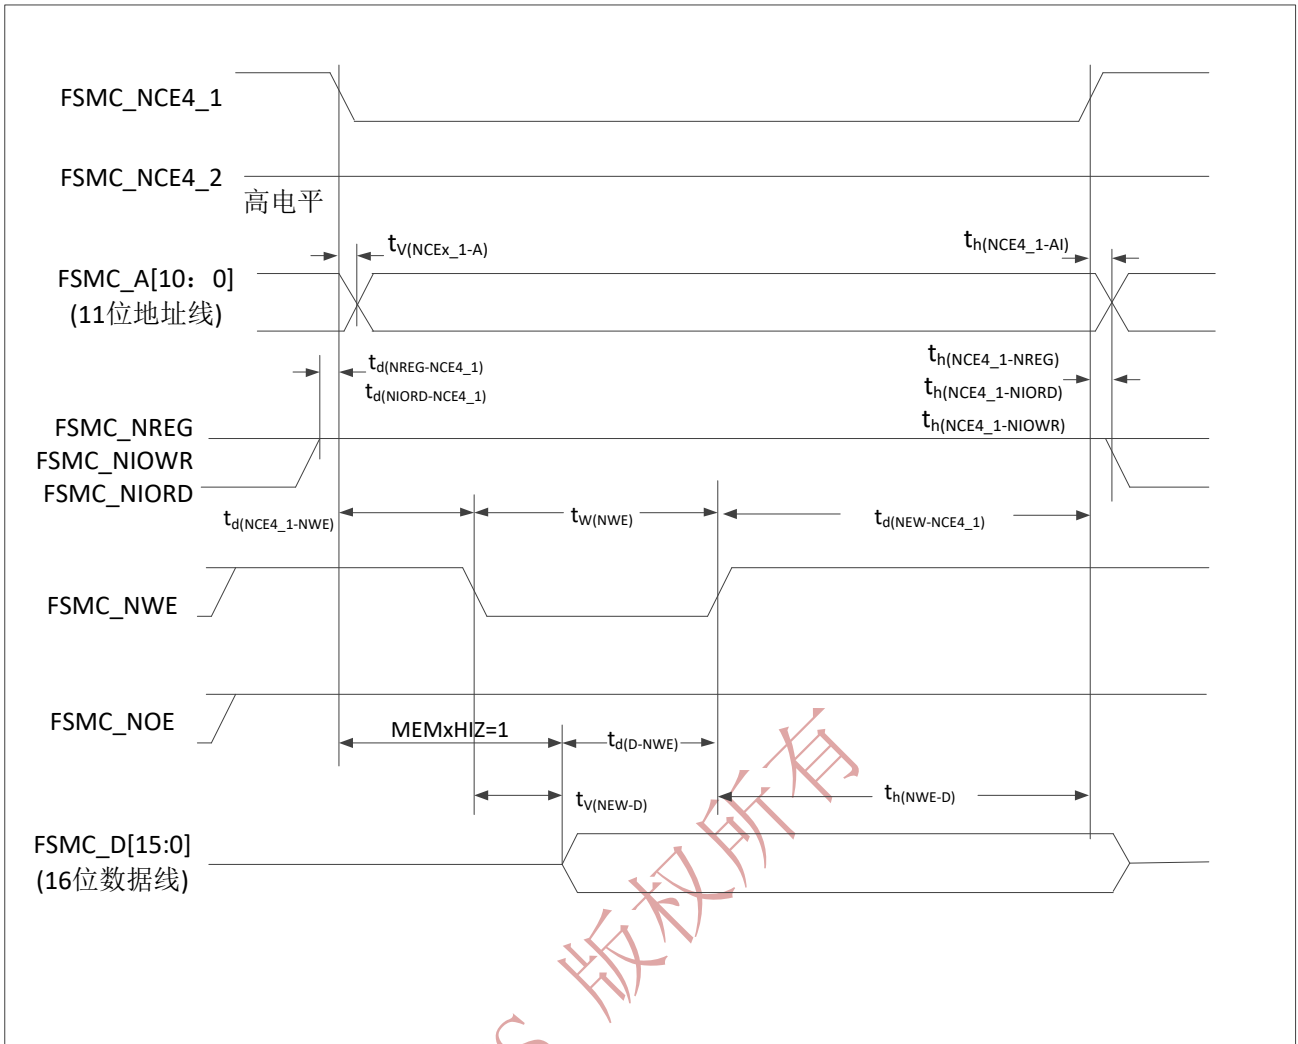 FSMC_NCE4_1
FSMC_NCE4_2
高电平
tV(NCEx_1-A)
th(NCE4_1-AI)
FSMC_A[10：0]
(11位地址线)
td(NREG-NCE4_1)
td(NIORD-NCE4_1)
th(NCE4_1-NREG)
th(NCE4_1-NIORD)
th(NCE4_1-NIOWR)
FSMC_NREG
FSMC_NIOWR
FSMC_NIORD
td(NCE4_1-NWE)
tW(NWE)
td(NEW-NCE4_1)
FSMC_NWE
FSMC_NOE
MEMxHIZ=1
td(D-NWE)
tV(NEW-D)
th(NWE-D)
FSMC_D[15:0]
(16位数据线)
版权所有